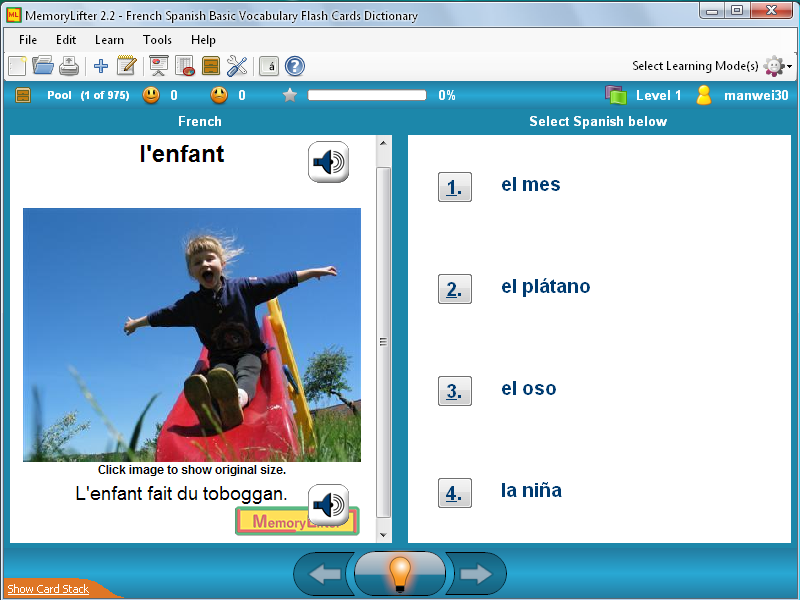 MemoryLifter 2.2 - French Spanish Basic Vocabulary Flash Cards Dictionary
File Edit Learn Tools Help
á ? Select Learning Mode(s)
Pool (1 of 975) 0 0 0% Level 1 manwei30
French
Select Spanish below
l'enfant
Click image to show original size.
L'enfant fait du toboggan.
1. el mes
2. el plátano
3. el oso
4. la niña
Show Card Stack